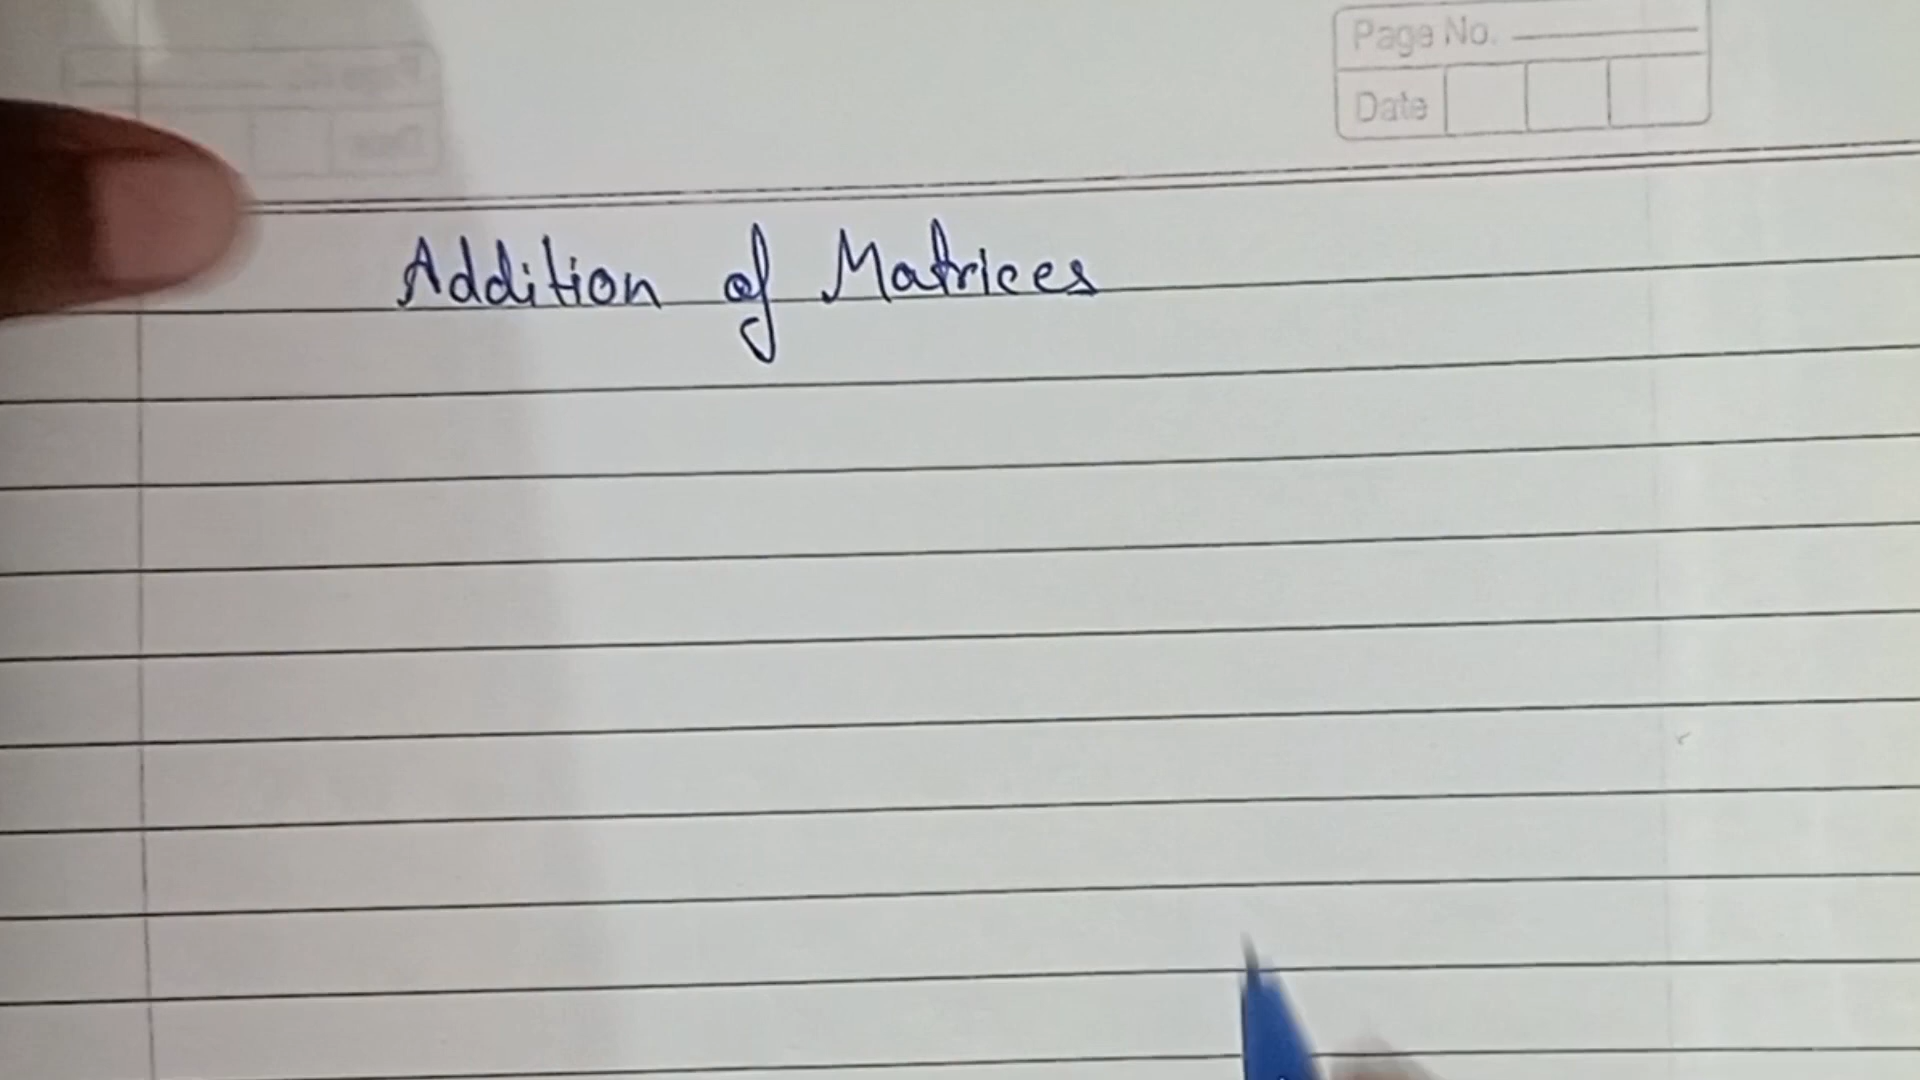 Page No.
Date
Addition of Matrices